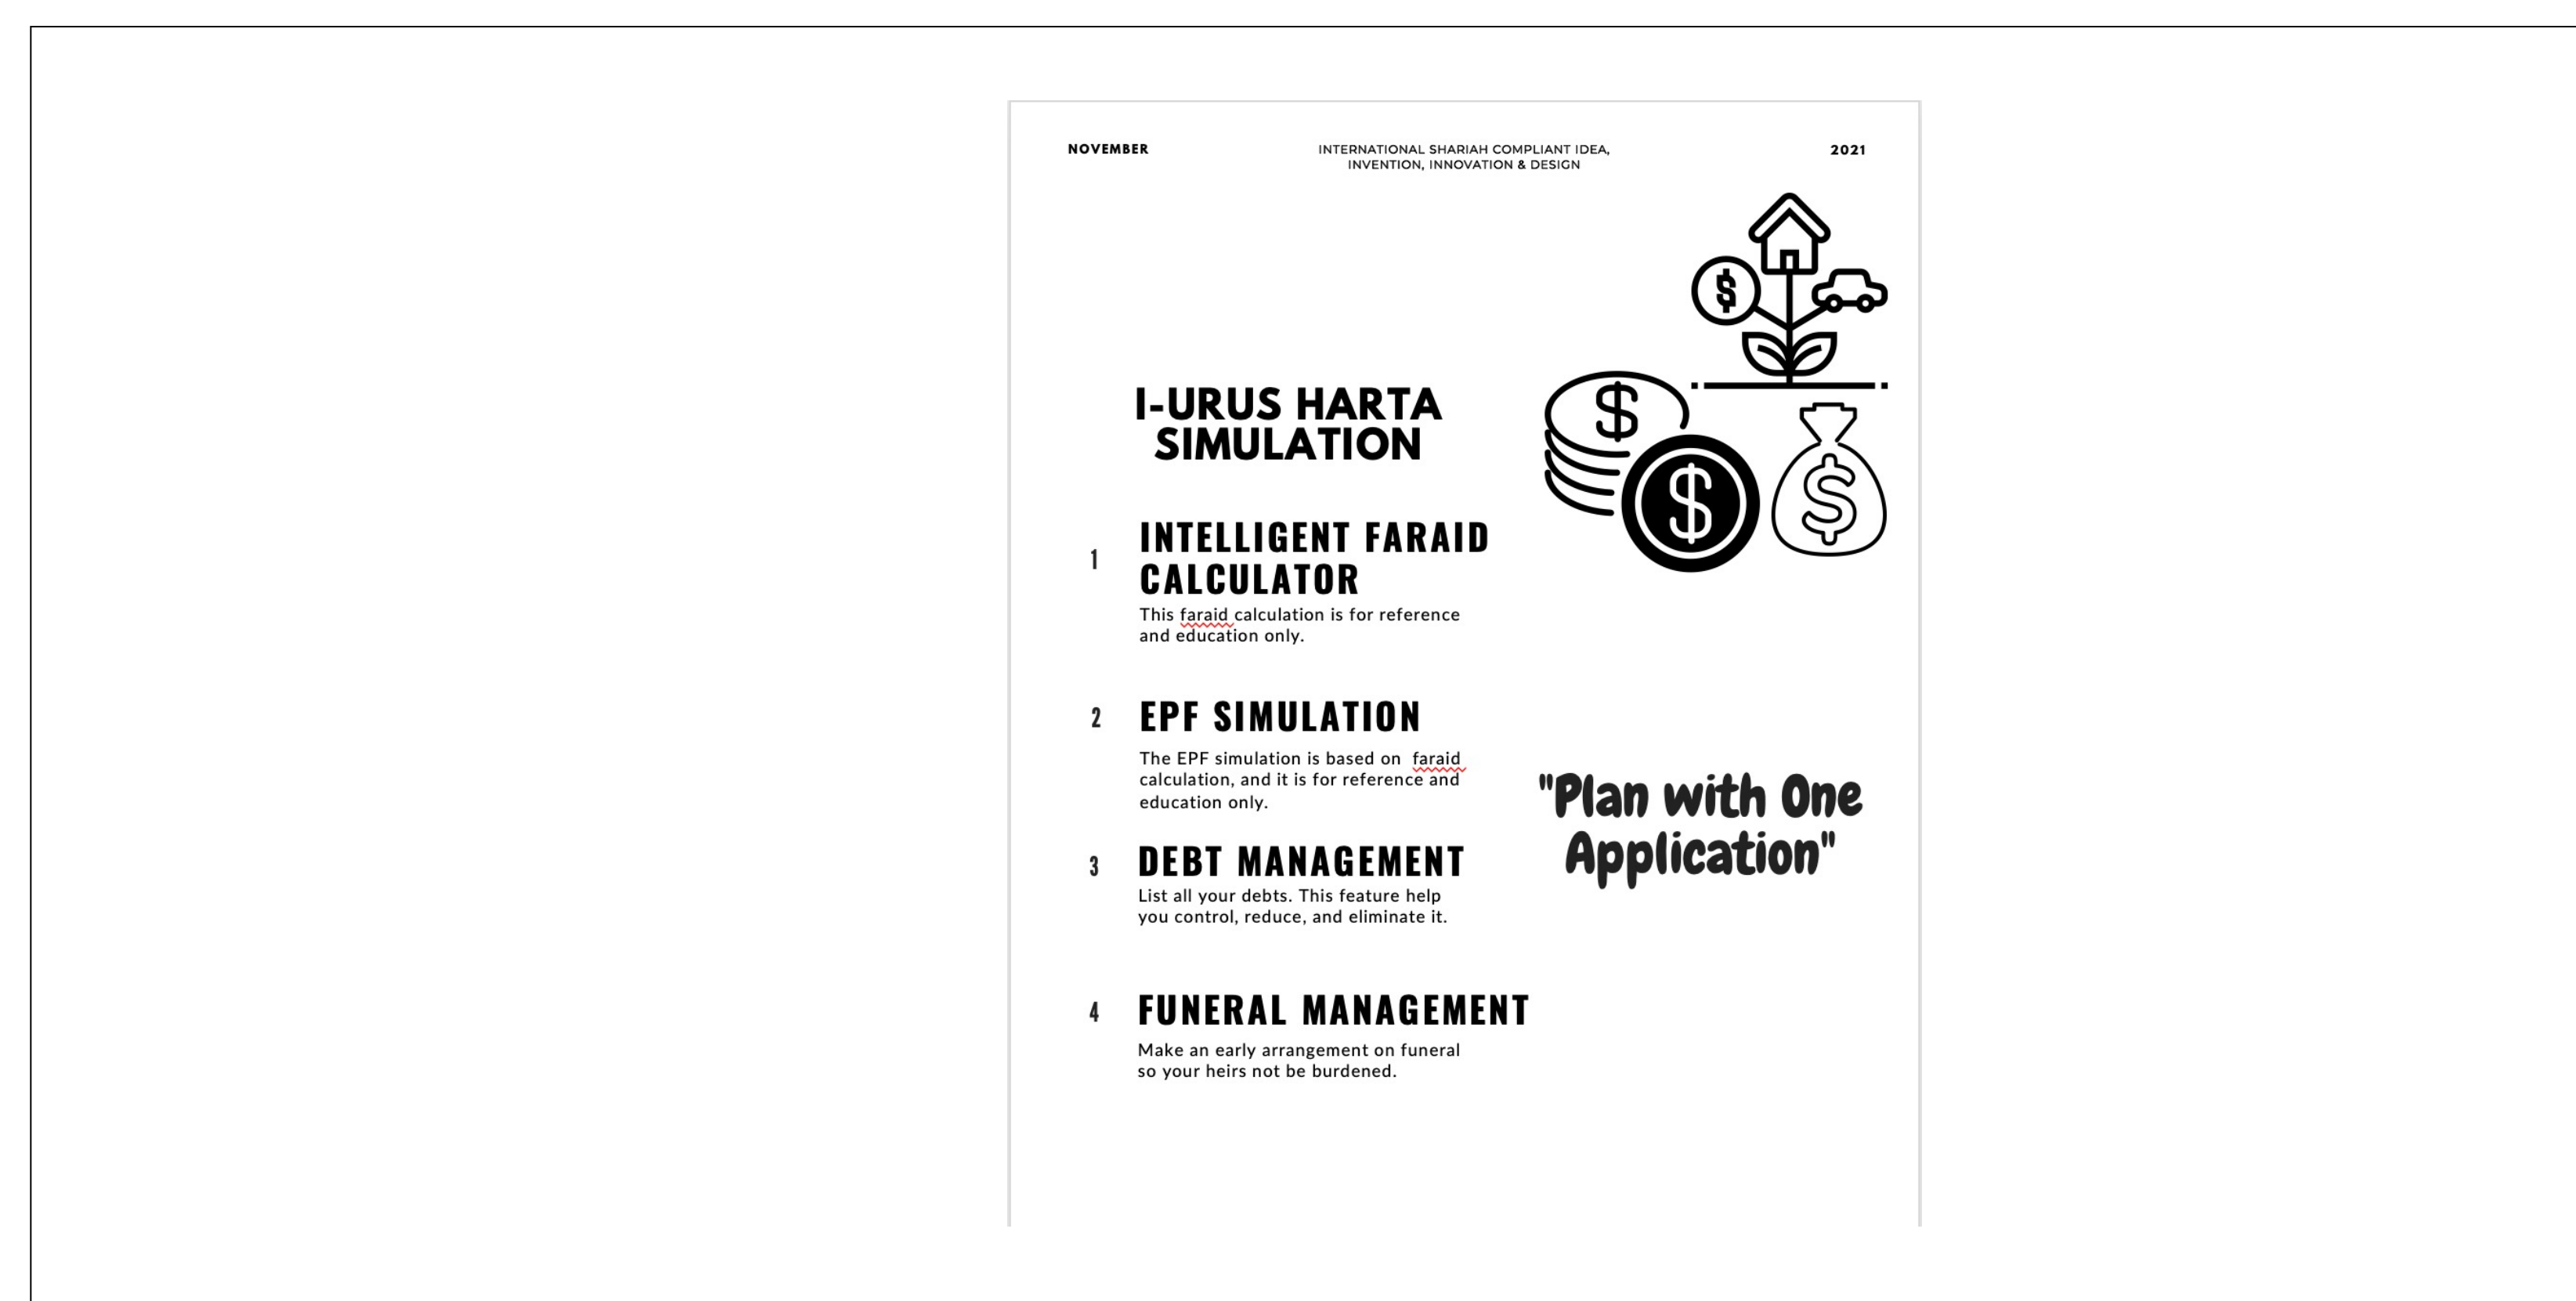 NOVEMBER
INTERNATIONAL SHARIAH COMPLIANT IDEA,
INVENTION, INNOVATION & DESIGN
2021
$
I-URUS HARTA
SIMULATION
$
$
$
1
INTELLIGENT FARAID
CALCULATOR
This faraid calculation is for reference
and education only.
2
EPF SIMULATION
The EPF simulation is based on  faraid
calculation, and it is for reference and
education only.
"Plan with One
Application"
3
DEBT MANAGEMENT
List all your debts. This feature help
you control, reduce, and eliminate it.
4
FUNERAL MANAGEMENT
Make an early arrangement on funeral
so your heirs not be burdened.